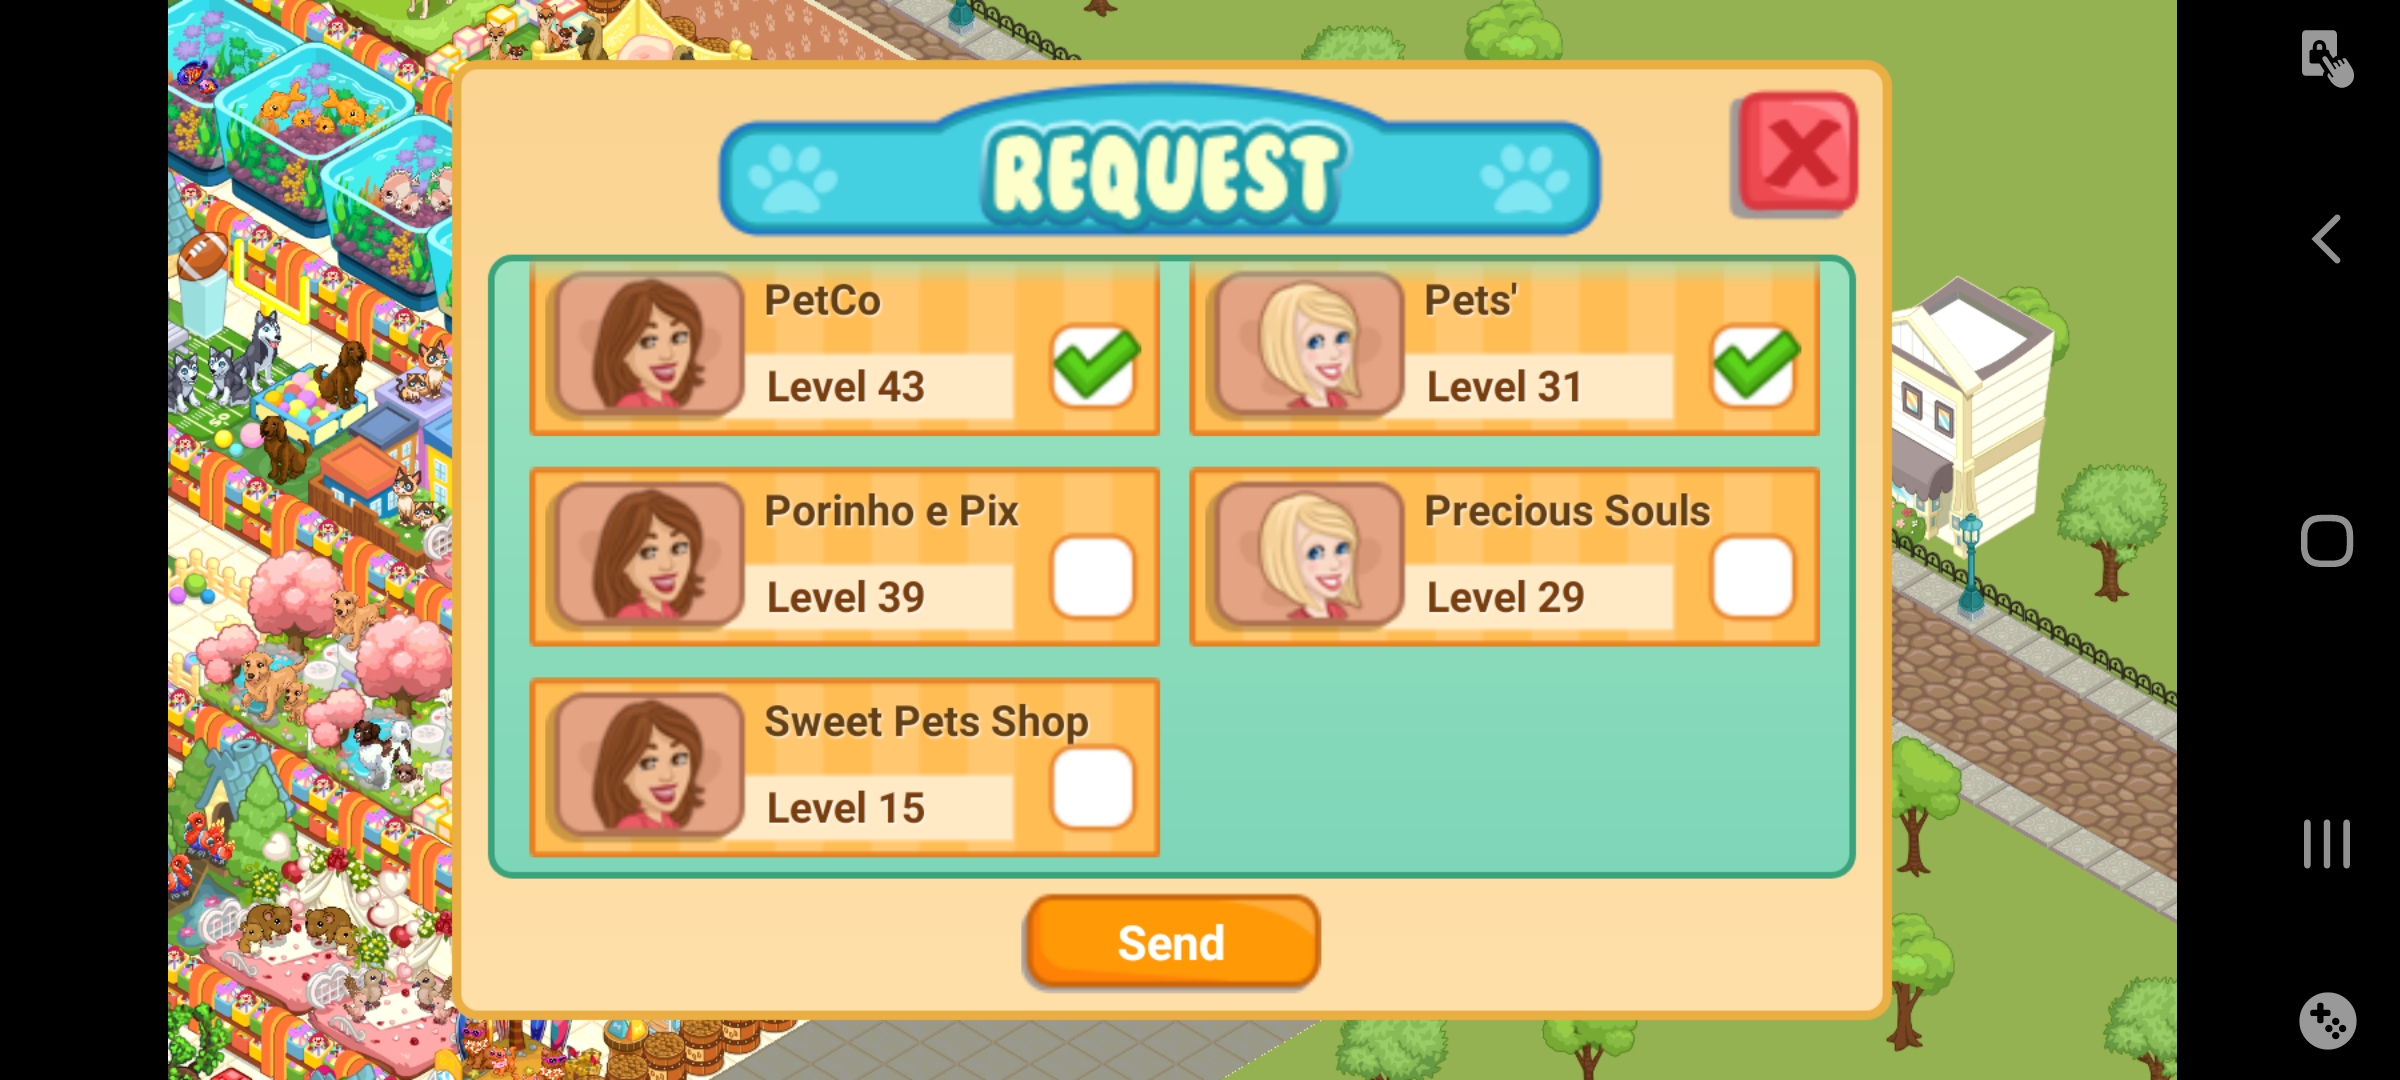 REQUEST
PetCo
Level 43
Pets'
Level 31
Porinho e Pix
Level 39
Precious Souls
Level 29
Sweet Pets Shop
Level 15
Send